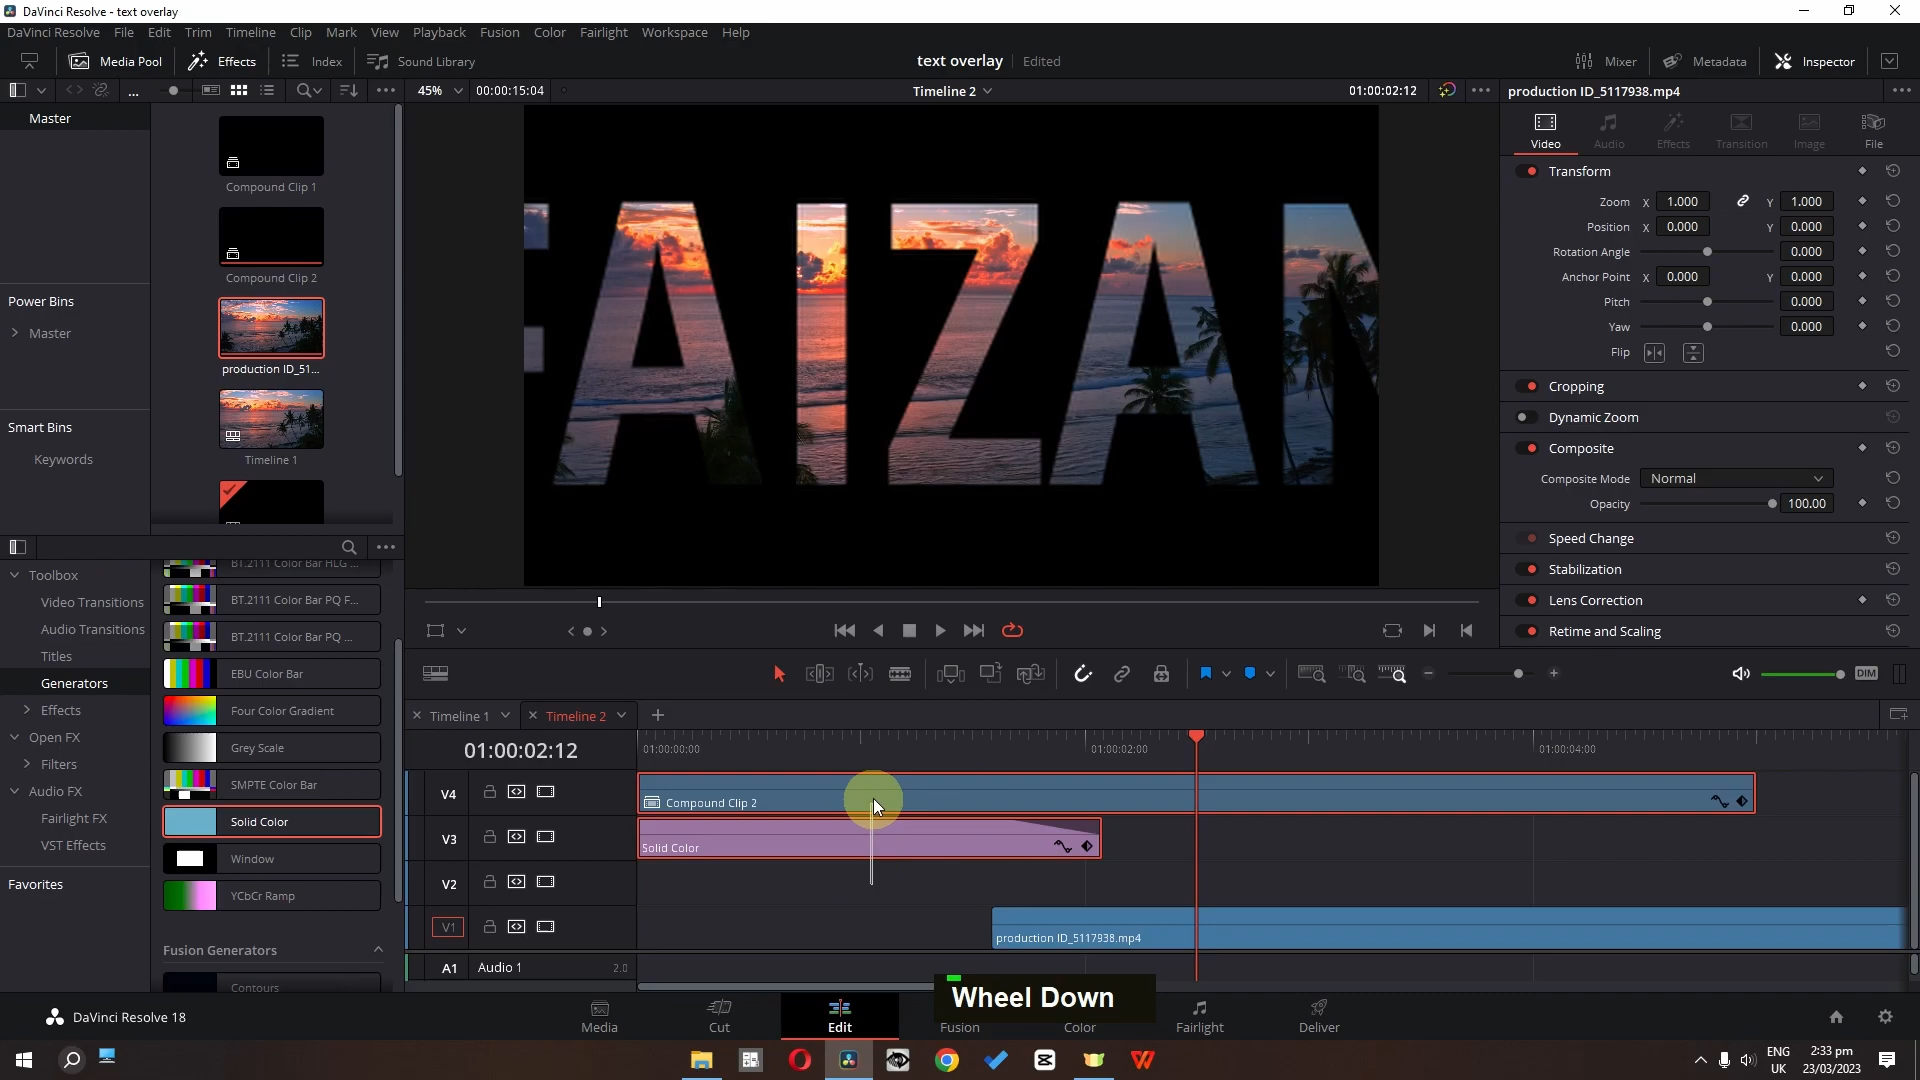 DaVinci Resolve - text overlay
DaVinci Resolve File Edit Trim Timeline Clip Mark View Playback Fusion Color Fairlight Workspace Help
Media Pool Effects Index Sound Library text overlay Edited Mixer Metadata Inspector
... 45% 00:00:15:04 Timeline 2 01:00:02:12 production ID_5117938.mp4
Master
Compound Clip 1
Compound Clip 2
Power Bins
Master
production ID_51...
Smart Bins
Keywords
Timeline 1
FAIZAN
Video Audio Effects Transition Image File
Transform
Zoom X 1.000 Y 1.000
Position X 0.000 Y 0.000
Rotation Angle 0.000
Anchor Point X 0.000 Y 0.000
Pitch 0.000
Yaw 0.000
Flip
Cropping
Dynamic Zoom
Composite
Composite Mode Normal
Opacity 100.00
Speed Change
Stabilization
Lens Correction
Retime and Scaling
Toolbox
Video Transitions
Audio Transitions
Titles
Generators
Effects
Open FX
Filters
Audio FX
Fairlight FX
VST Effects
Favorites
BT.2111 Color Bar HLG ...
BT.2111 Color Bar PQ F...
BT.2111 Color Bar PQ ...
EBU Color Bar
Four Color Gradient
Grey Scale
SMPTE Color Bar
Solid Color
Window
YCbCr Ramp
Fusion Generators
Contours
DIM
Timeline 1 Timeline 2
01:00:02:12 01:00:00:00 01:00:02:00 01:00:04:00
V4 Compound Clip 2
V3 Solid Color
V2
V1 production ID_5117938.mp4
A1 Audio 1 2.0
Wheel Down
DaVinci Resolve 18 Media Cut Edit Fusion Color Fairlight Deliver
ENG 2:33 pm
UK 23/03/2023